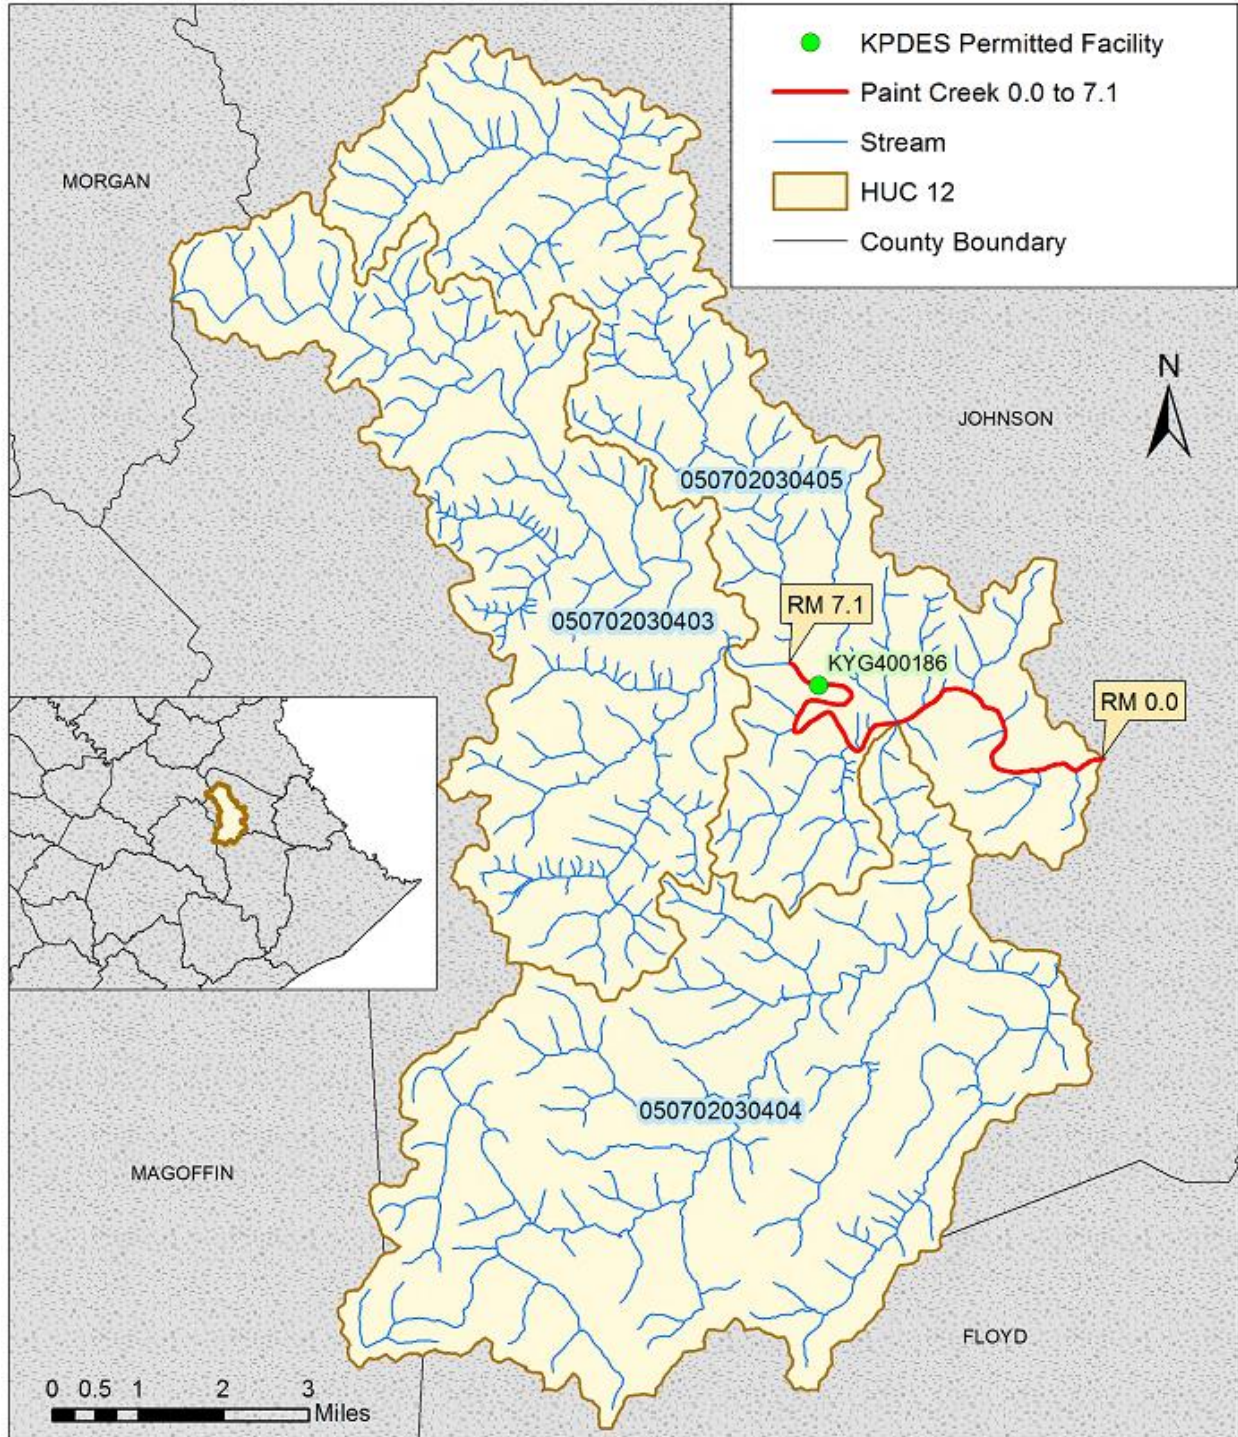 KPDES Permitted Facility
Paint Creek 0.0 to 7.1
Stream
HUC 12
County Boundary
MORGAN
N
JOHNSON
050702030405
RM 7.1
050702030403
KYG400186
RM 0.0
050702030404
MAGOFFIN
FLOYD
0 0.5 1 2 3
Miles